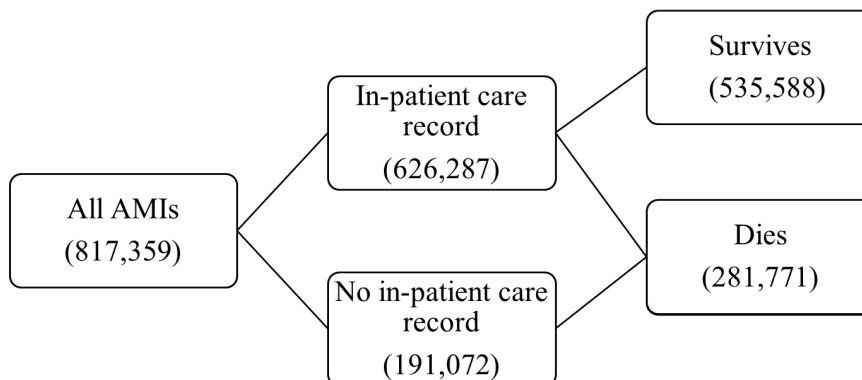 All AMIs
(817,359)
In-patient care
record
(626,287)
No in-patient care
record
(191,072)
Survives
(535,588)
Dies
(281,771)